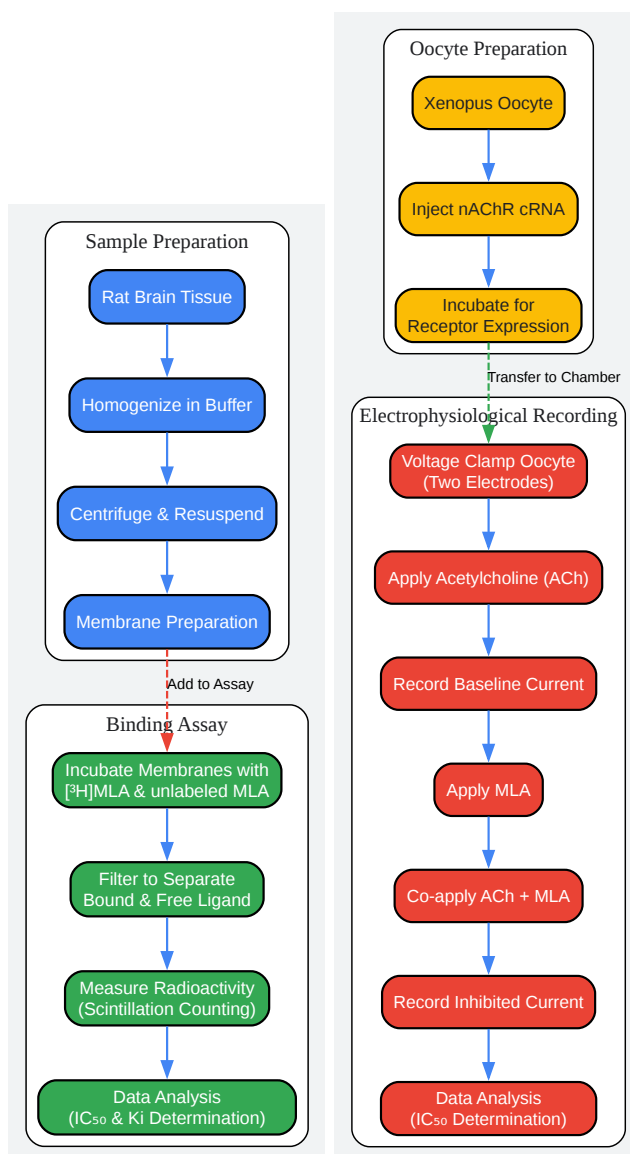 Sample Preparation
Rat Brain Tissue
Homogenize in Buffer
Centrifuge & Resuspend
Membrane Preparation
Add to Assay
Binding Assay
Incubate Membranes with
[³H]MLA & unlabeled MLA
Filter to Separate
Bound & Free Ligand
Measure Radioactivity
(Scintillation Counting)
Data Analysis
(IC₅₀ & Ki Determination)
Oocyte Preparation
Xenopus Oocyte
Inject nAChR cRNA
Incubate for
Receptor Expression
Transfer to Chamber
Electrophysiological Recording
Voltage Clamp Oocyte
(Two Electrodes)
Apply Acetylcholine (ACh)
Record Baseline Current
Apply MLA
Co-apply ACh + MLA
Record Inhibited Current
Data Analysis
(IC₅₀ Determination)